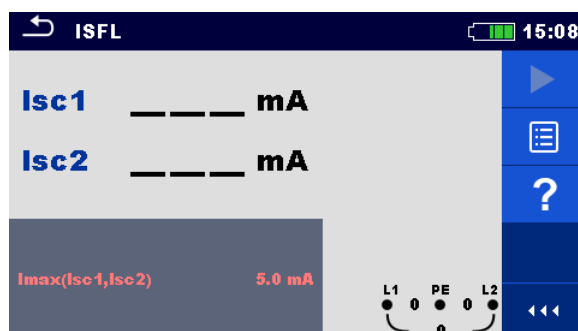 ISFL 15:08
Isc1 ___ mA
Isc2 ___ mA
?
Imax(Isc1,Isc2) 5.0 mA
L1 PE L2
0 0
0